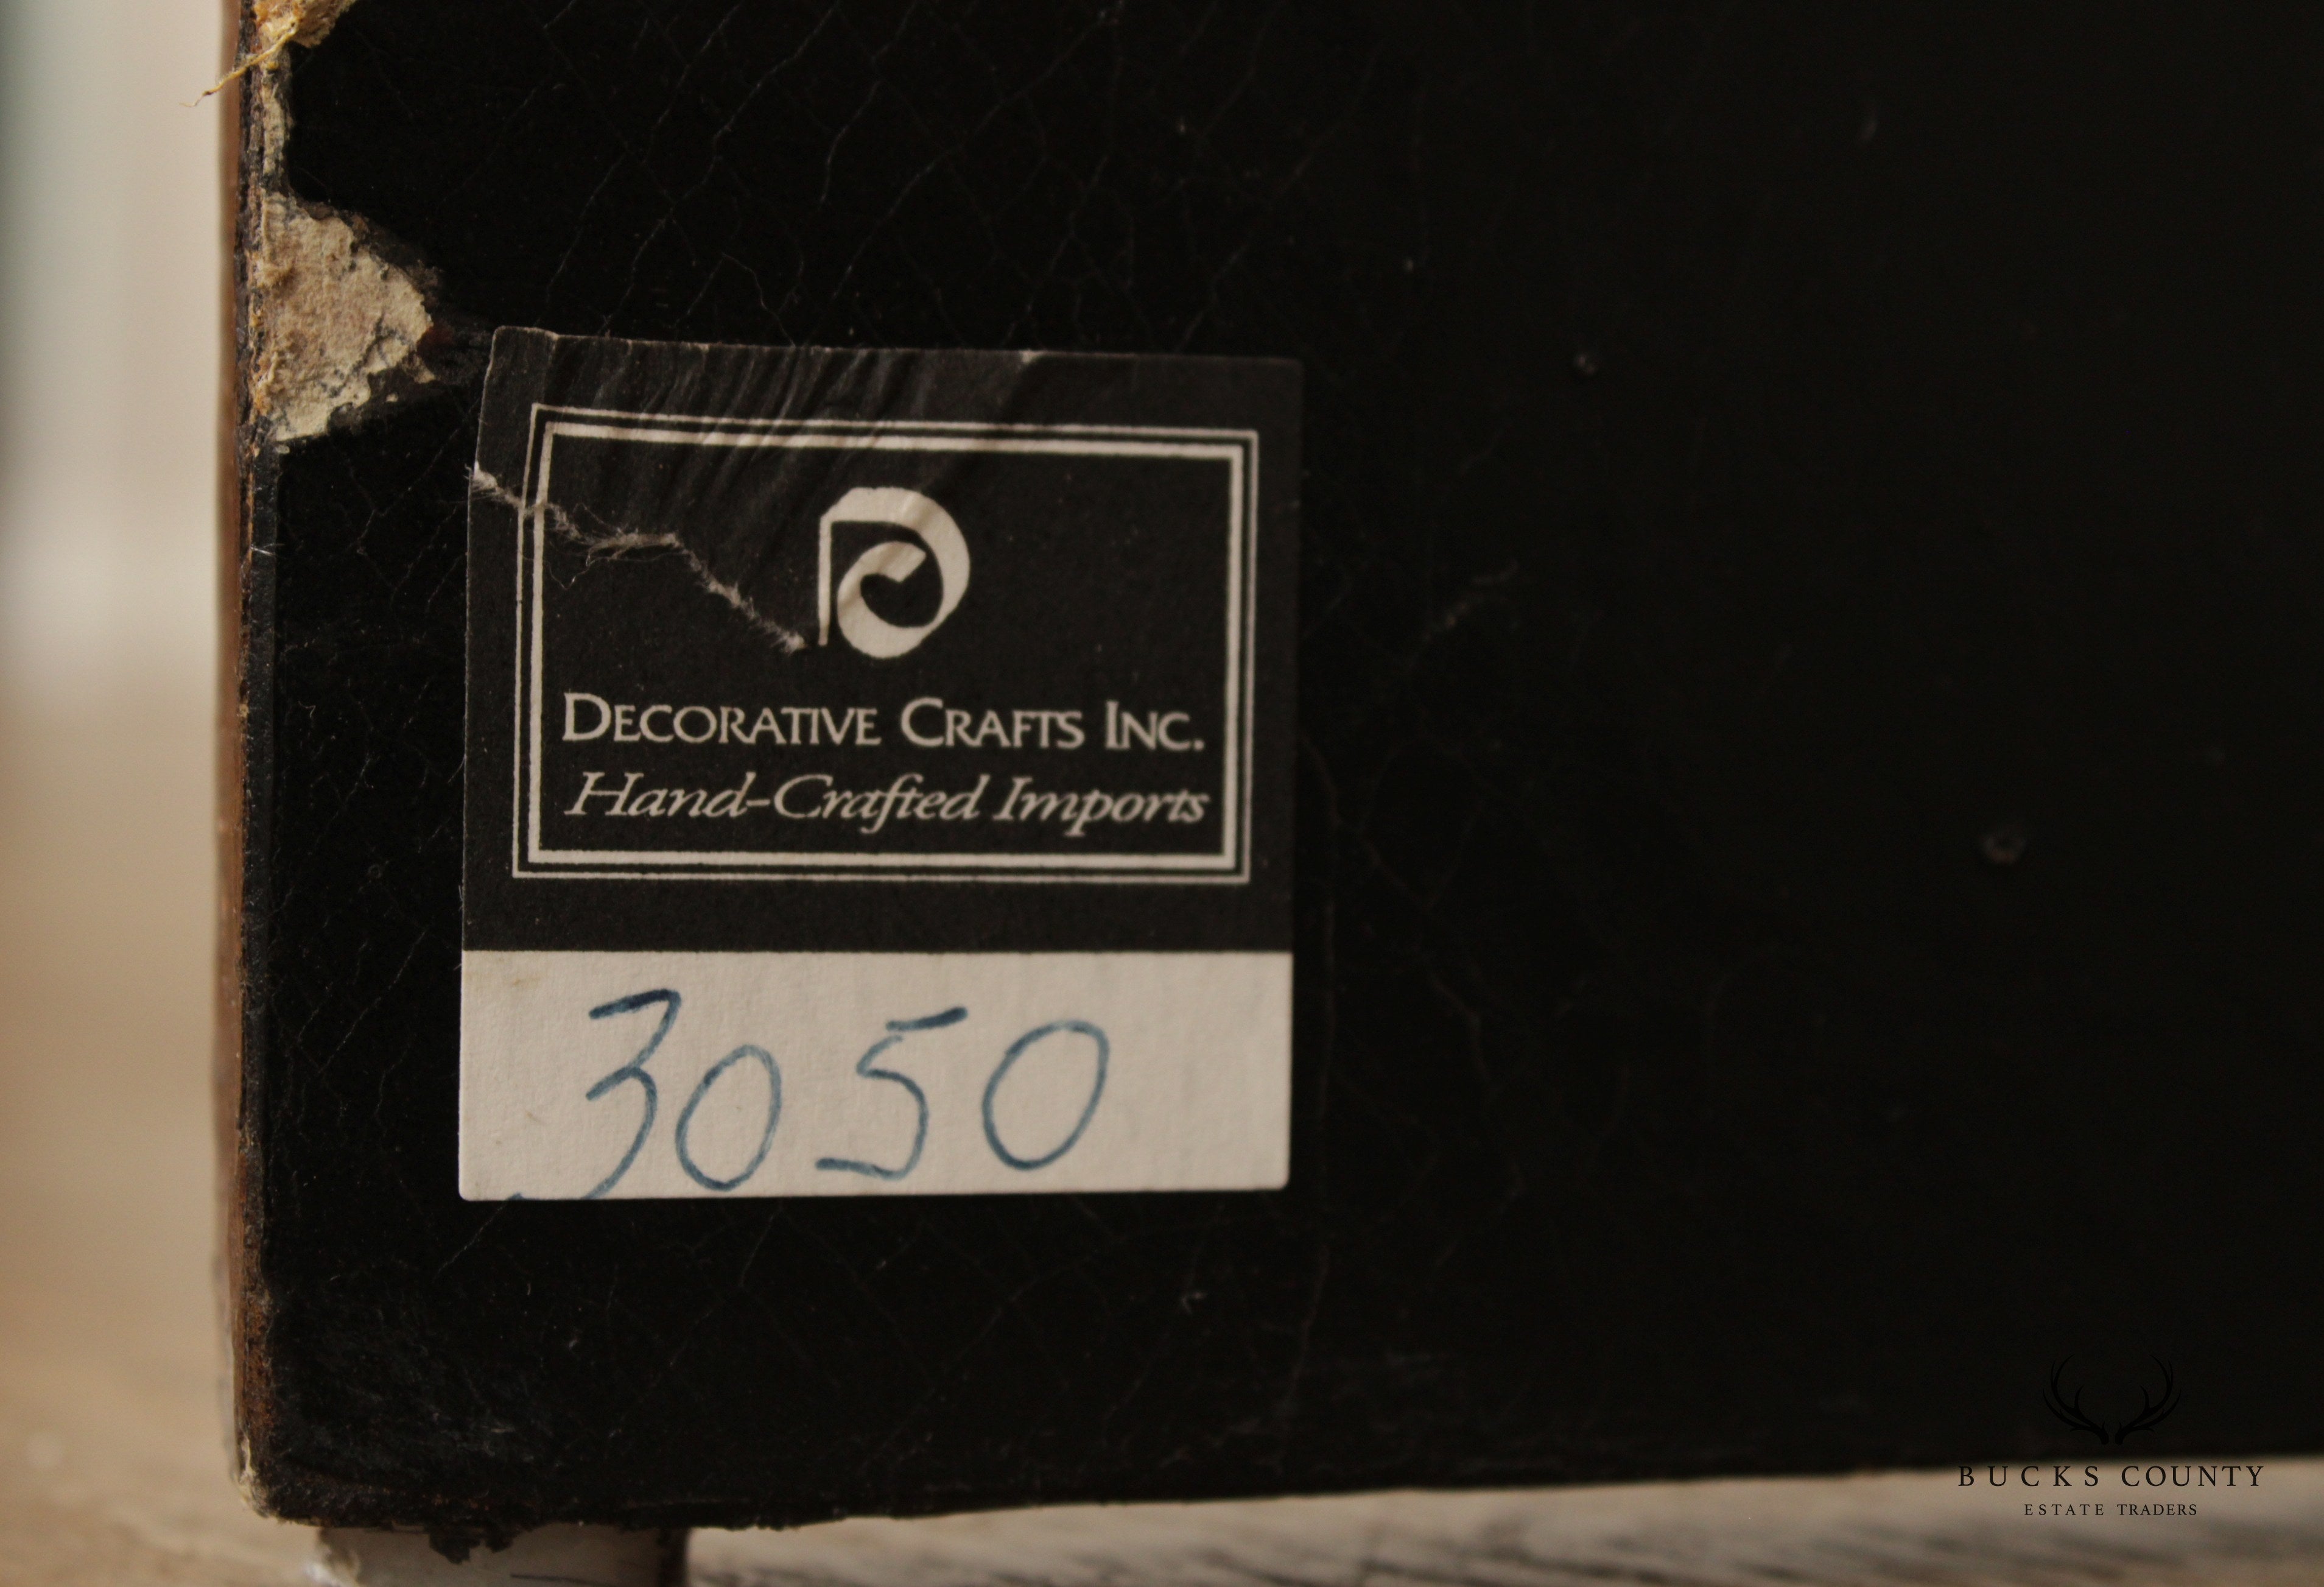 DECORATIVE CRAFTS INC.
Hand-Crafted Imports
3050
BUCKS COUNTY
ESTATE TRADERS